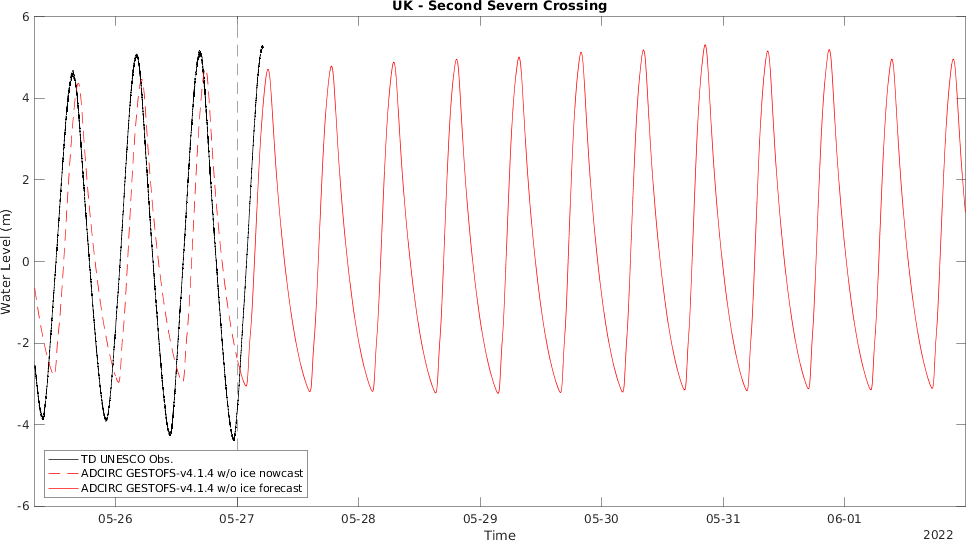 UK - Second Severn Crossing
6
4
2
0
-2
-4
-6
Water Level (m)
TD UNESCO Obs.
ADCIRC GESTOFS-v4.1.4 w/o ice nowcast
ADCIRC GESTOFS-v4.1.4 w/o ice forecast
05-26 05-27 05-28 05-29 05-30 05-31 06-01
Time
2022